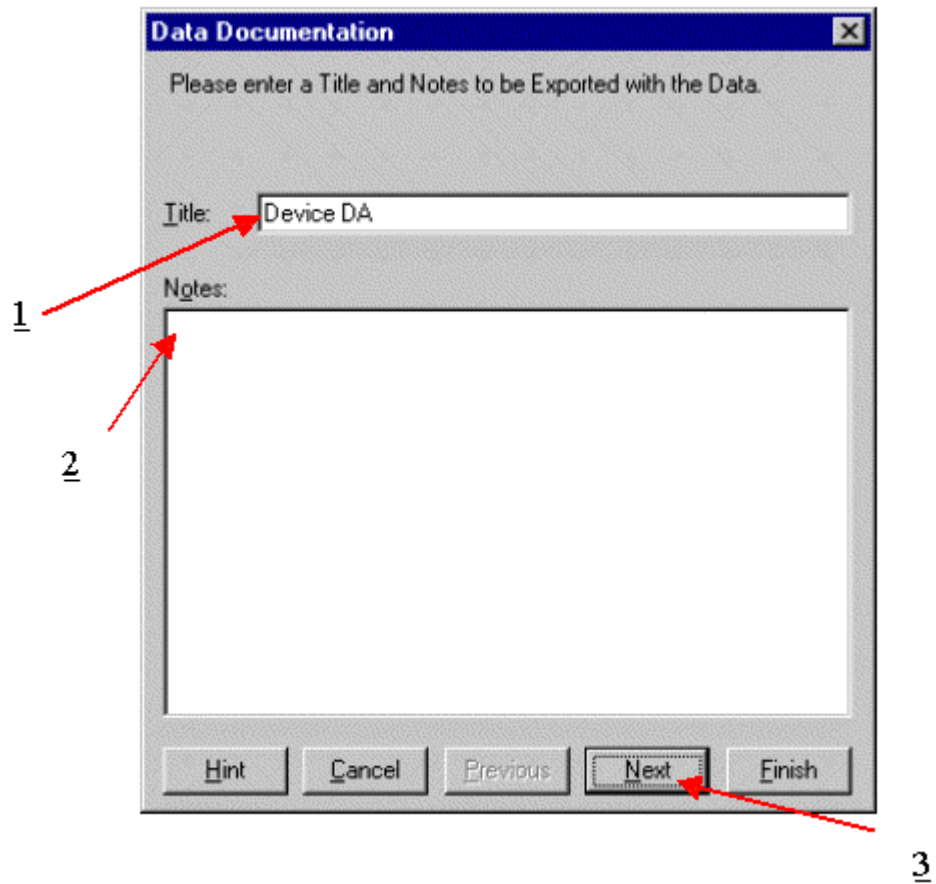 Data Documentation
Please enter a Title and Notes to be Exported with the Data.
Title: Device DA
1
Notes:
2
Hint Cancel Previous Next Finish
3